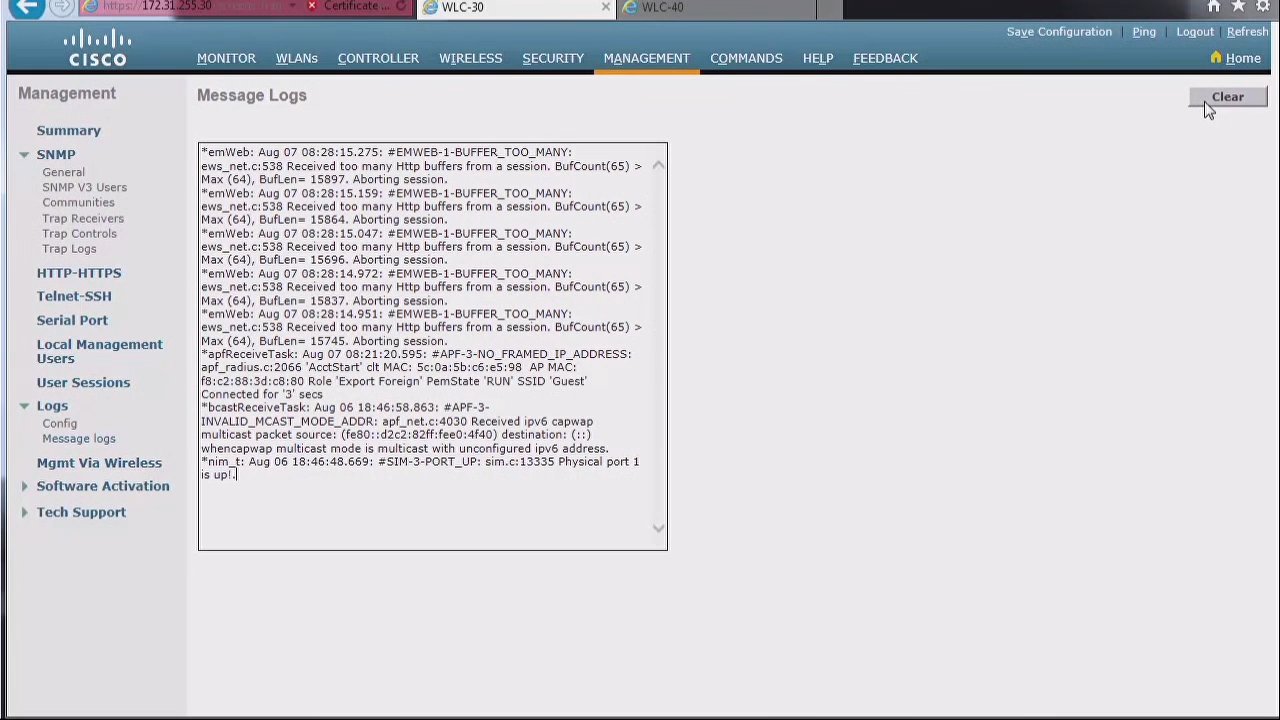 https://172.31.255.30
Certificate ...
WLC-30
WLC-40
Save Configuration
Ping
Logout
Refresh
CISCO
MONITOR
WLANs
CONTROLLER
WIRELESS
SECURITY
MANAGEMENT
COMMANDS
HELP
FEEDBACK
Home
Management
Summary
SNMP
General
SNMP V3 Users
Communities
Trap Receivers
Trap Controls
Trap Logs
HTTP-HTTPS
Telnet-SSH
Serial Port
Local Management
Users
User Sessions
Logs
Config
Message logs
Mgmt Via Wireless
Software Activation
Tech Support
Message Logs
Clear
*emWeb: Aug 07 08:28:15.275: #EMWEB-1-BUFFER_TOO_MANY:
ews_net.c:538 Received too many Http buffers from a session. BufCount(65) >
Max (64), BufLen= 15897. Aborting session.
*emWeb: Aug 07 08:28:15.159: #EMWEB-1-BUFFER_TOO_MANY:
ews_net.c:538 Received too many Http buffers from a session. BufCount(65) >
Max (64), BufLen= 15864. Aborting session.
*emWeb: Aug 07 08:28:15.047: #EMWEB-1-BUFFER_TOO_MANY:
ews_net.c:538 Received too many Http buffers from a session. BufCount(65) >
Max (64), BufLen= 15696. Aborting session.
*emWeb: Aug 07 08:28:14.972: #EMWEB-1-BUFFER_TOO_MANY:
ews_net.c:538 Received too many Http buffers from a session. BufCount(65) >
Max (64), BufLen= 15837. Aborting session.
*emWeb: Aug 07 08:28:14.951: #EMWEB-1-BUFFER_TOO_MANY:
ews_net.c:538 Received too many Http buffers from a session. BufCount(65) >
Max (64), BufLen= 15745. Aborting session.
*apfReceiveTask: Aug 07 08:21:20.595: #APF-3-NO_FRAMED_IP_ADDRESS:
apf_radius.c:2066 'AcctStart' clt MAC: 5c:0a:5b:c6:e5:98 AP MAC:
f8:c2:88:3d:c8:80 Role 'Export Foreign' PemState 'RUN' SSID 'Guest'
Connected for '3' secs
*bcastReceiveTask: Aug 06 18:46:58.863: #APF-3-
INVALID_MCAST_MODE_ADDR: apf_net.c:4030 Received ipv6 capwap
multicast packet source: (fe80::d2c2:82ff:fee0:4f40) destination: (::)
whencapwap multicast mode is multicast with unconfigured ipv6 address.
*nim_t: Aug 06 18:46:48.669: #SIM-3-PORT_UP: sim.c:13335 Physical port 1
is up!.